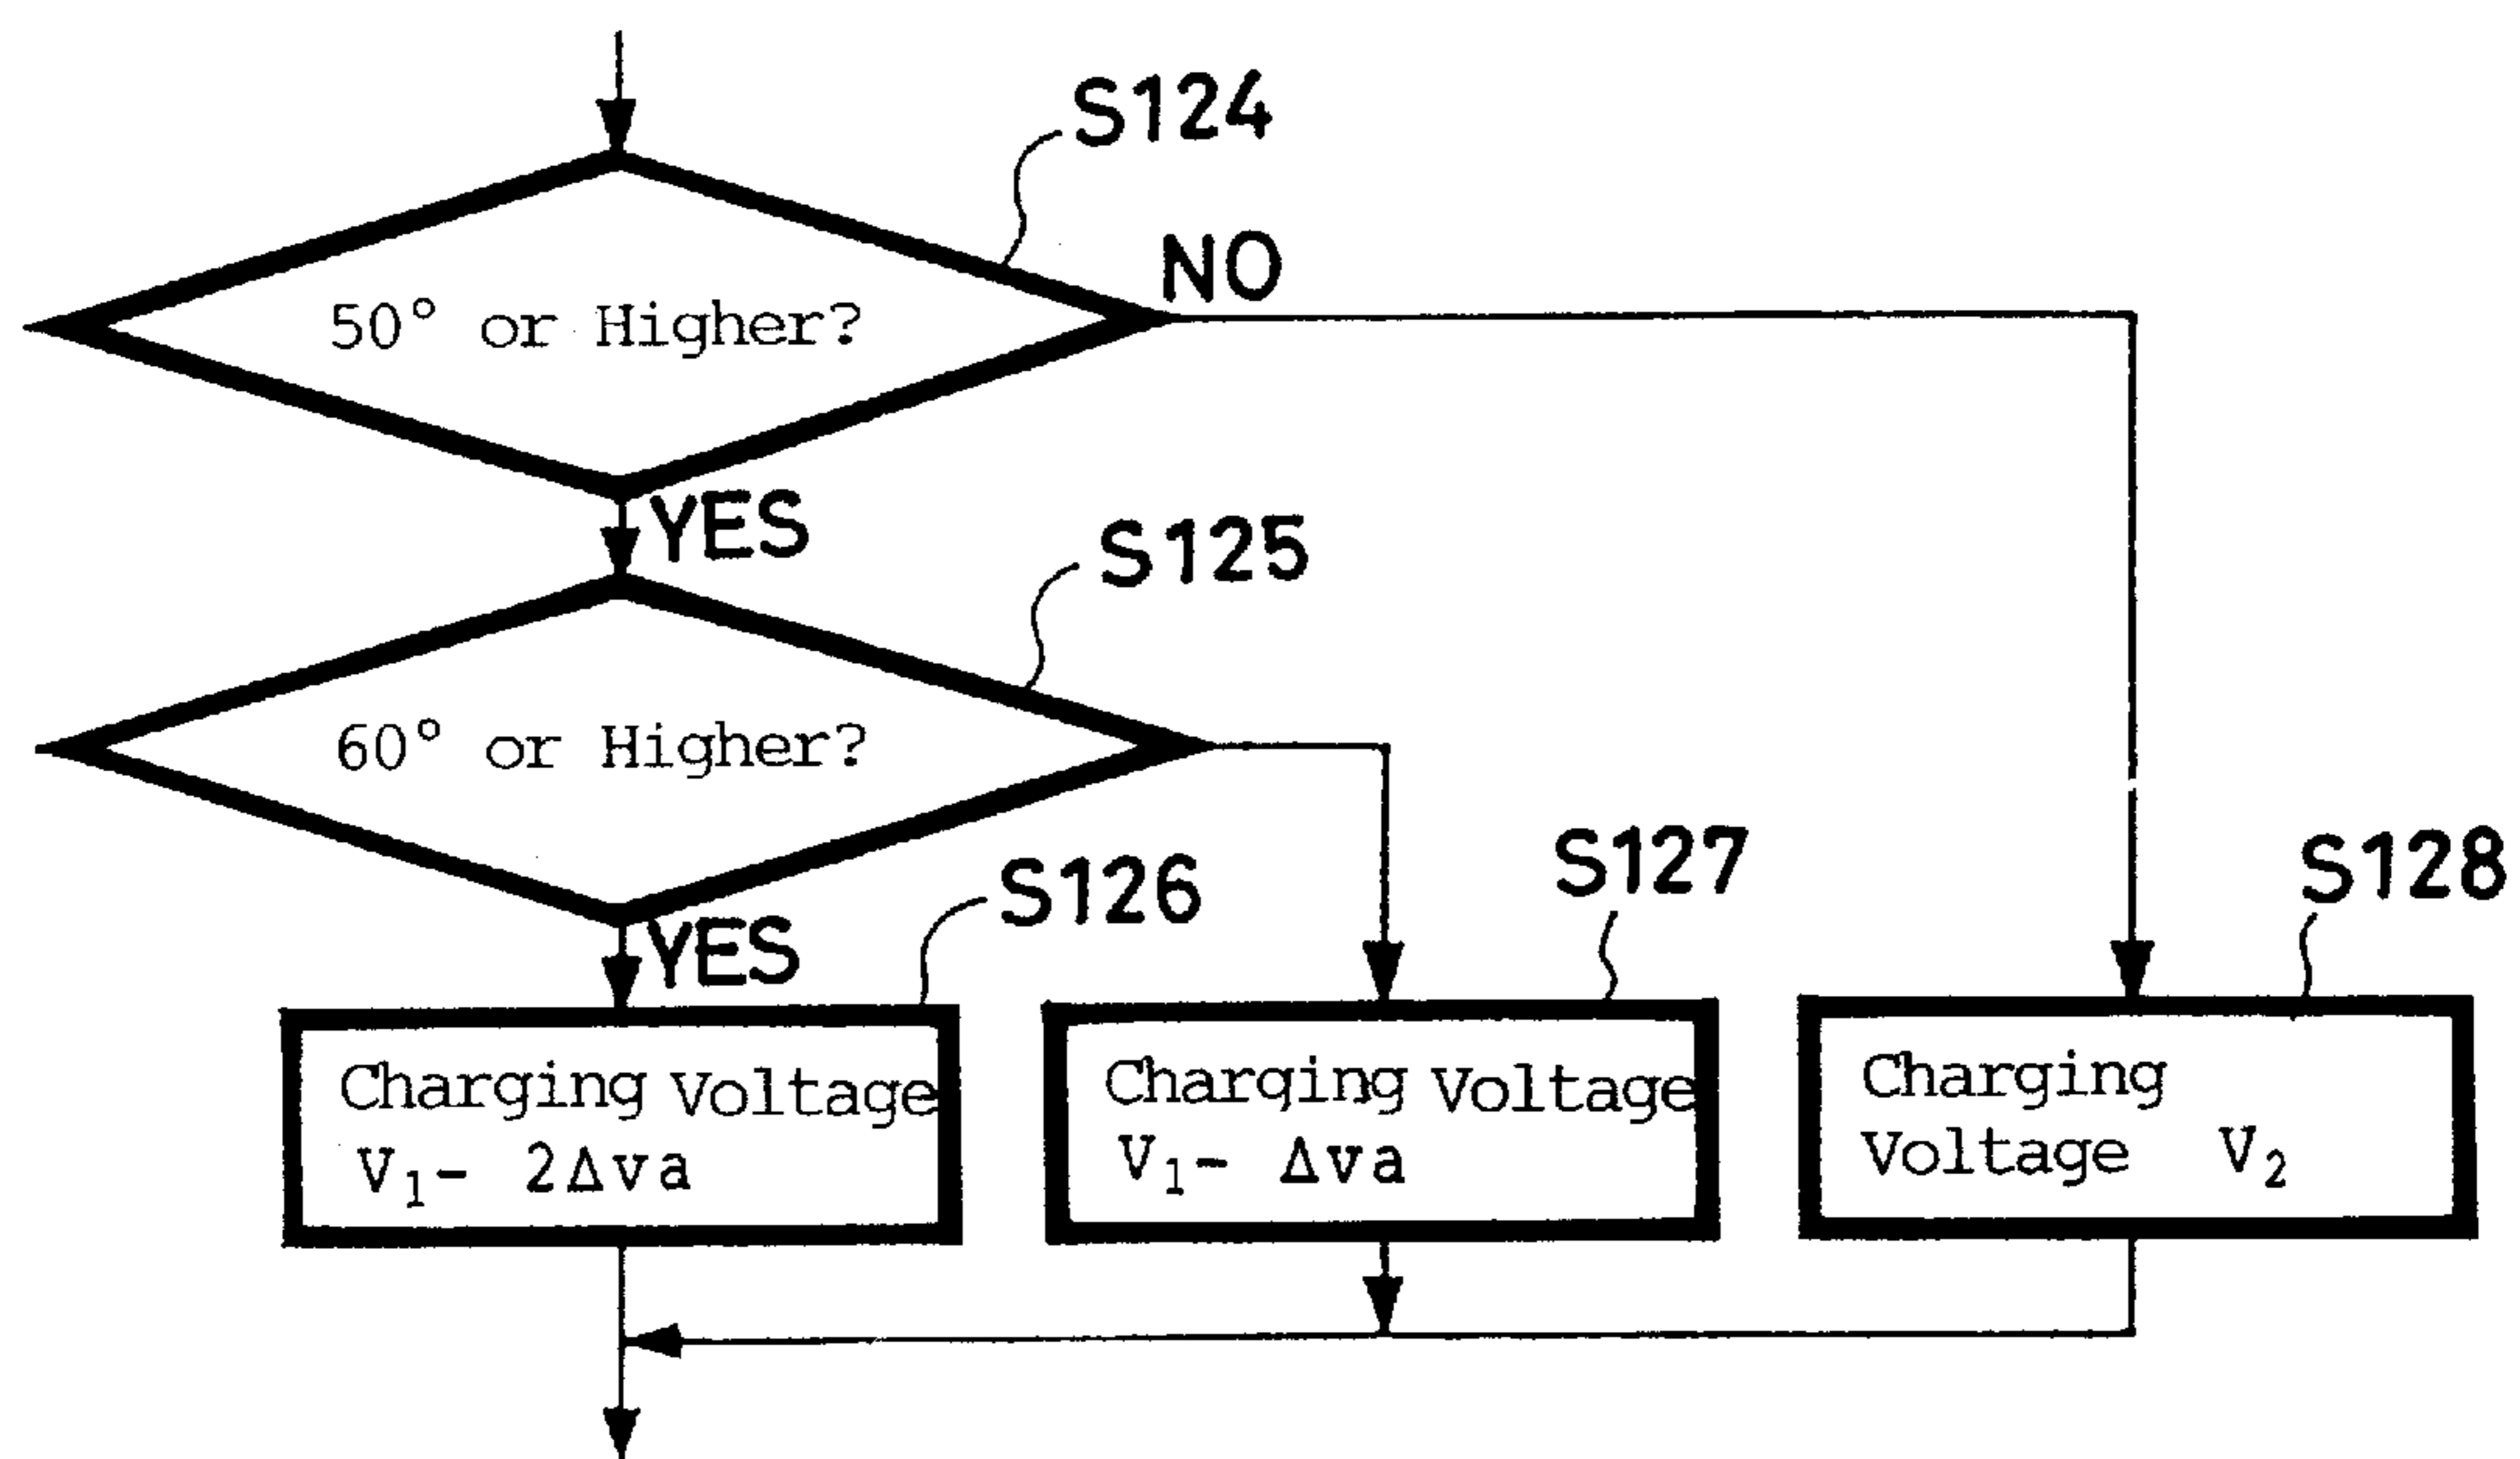 S124
NO
50° or Higher?
YES
S125
60° or Higher?
YES
S126
S127
S128
Charging Voltage
V₁- 2Δva
Charging Voltage
V₁- Δva
Charging
Voltage V₂